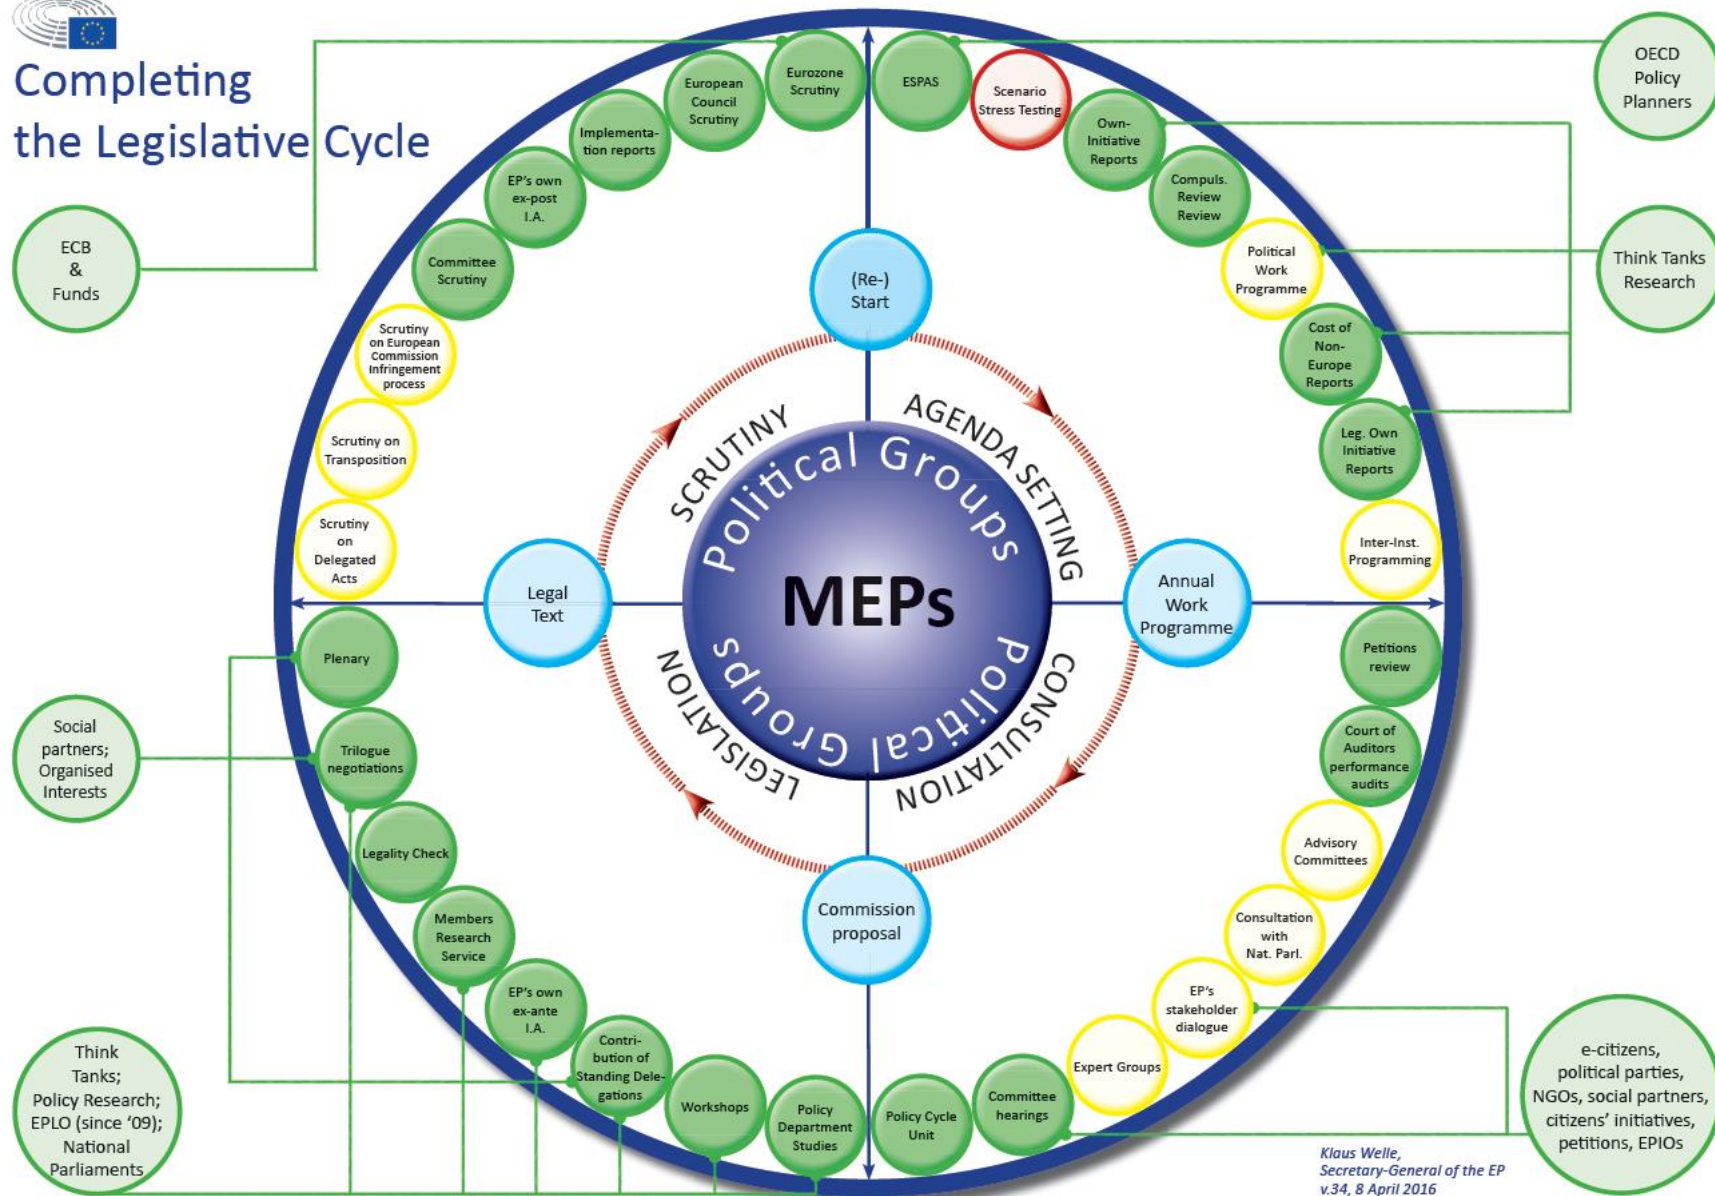 Completing
the Legislative Cycle
Eurozone
Scrutiny
ESPAS
Scenario
Stress Testing
Own-
Initiative
Reports
Compuls.
Review
Review
Political
Work
Programme
Cost of
Non-
Europe
Reports
Leg. Own
Initiative
Reports
Inter-Inst.
Programming
OECD
Policy
Planners
Think Tanks
Research
European
Council
Scrutiny
Implementa-
tion reports
EP's own
ex-post
I.A.
Committee
Scrutiny
Scrutiny
on European
Commission
Infringement
process
Scrutiny on
Transposition
Scrutiny
on
Delegated
Acts
ECB
&
Funds
(Re-)
Start
SCRUTINY
AGENDA SETTING
Political Groups
MEPs
Political Groups
Legal
Text
Annual
Work
Programme
LEGISLATION
CONSULTATION
Commission
proposal
Petitions
review
Court of
Auditors
performance
audits
Advisory
Committees
Consultation
with
Nat. Parl.
EP's
stakeholder
dialogue
Expert Groups
Committee
hearings
Policy Cycle
Unit
Plenary
Trilogue
negotiations
Legality Check
Members
Research
Service
EP's own
ex-ante
I.A.
Contri-
bution of
Standing Dele-
gations
Workshops
Policy
Department
Studies
Social
partners;
Organised
Interests
Think
Tanks;
Policy Research;
EPLO (since '09);
National
Parliaments
e-citizens,
political parties,
NGOs, social partners,
citizens' initiatives,
petitions, EPIOs
Klaus Welle,
Secretary-General of the EP
v.34, 8 April 2016